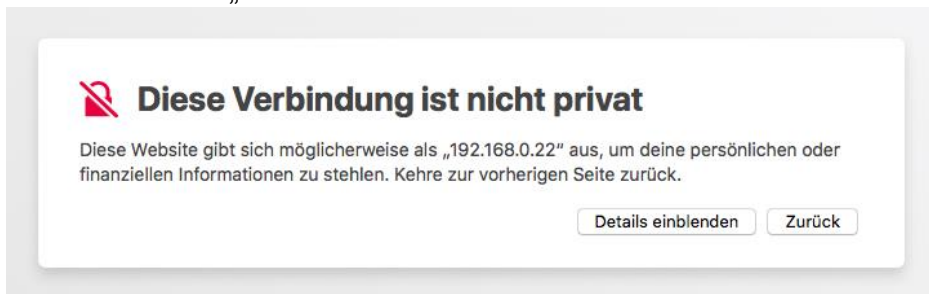 „
Diese Verbindung ist nicht privat
Diese Website gibt sich möglicherweise als „192.168.0.22“ aus, um deine persönlichen oder
finanziellen Informationen zu stehlen. Kehre zur vorherigen Seite zurück.
Details einblenden Zurück